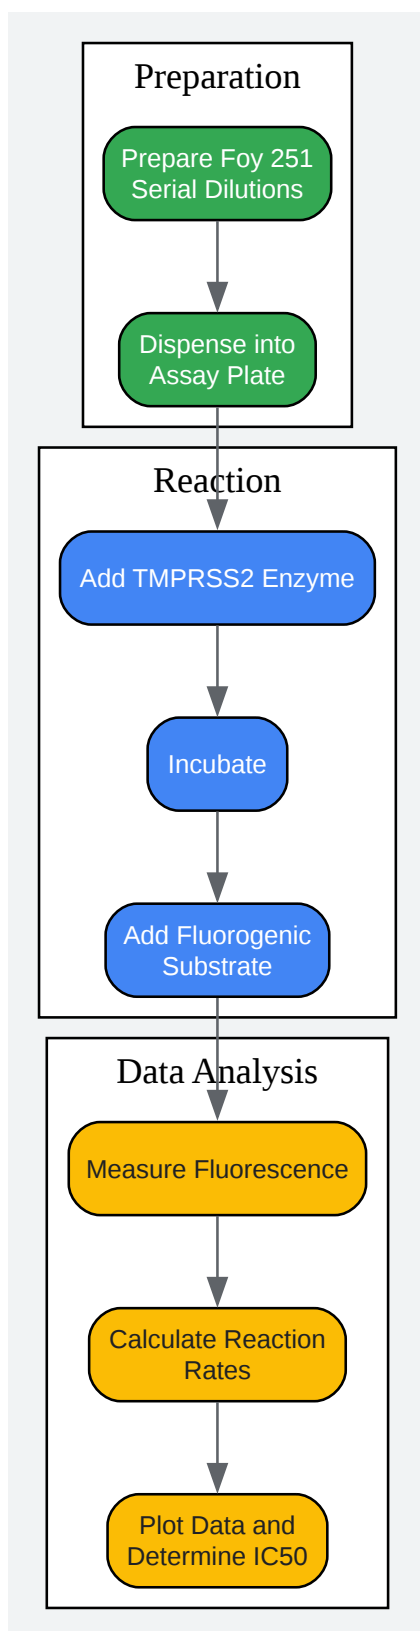 Preparation
Prepare Foy 251
Serial Dilutions
Dispense into
Assay Plate
Reaction
Add TMPRSS2 Enzyme
Incubate
Add Fluorogenic
Substrate
Data Analysis
Measure Fluorescence
Calculate Reaction
Rates
Plot Data and
Determine IC50